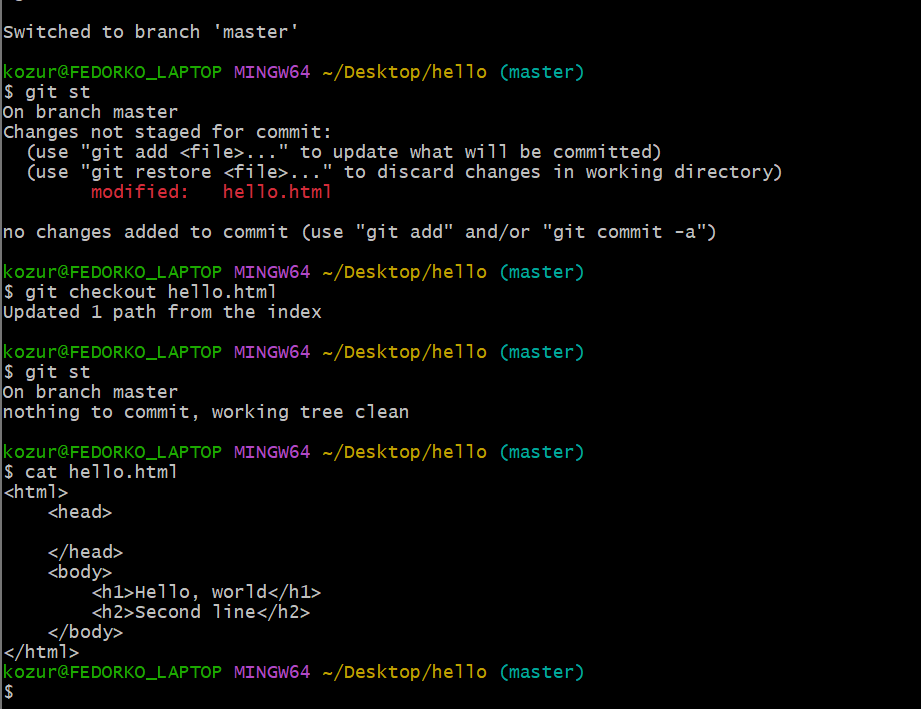 Switched to branch 'master'

kozur@FEDORKO_LAPTOP MINGW64 ~/Desktop/hello (master)
$ git st
On branch master
Changes not staged for commit:
  (use "git add <file>..." to update what will be committed)
  (use "git restore <file>..." to discard changes in working directory)
        modified:   hello.html

no changes added to commit (use "git add" and/or "git commit -a")

kozur@FEDORKO_LAPTOP MINGW64 ~/Desktop/hello (master)
$ git checkout hello.html
Updated 1 path from the index

kozur@FEDORKO_LAPTOP MINGW64 ~/Desktop/hello (master)
$ git st
On branch master
nothing to commit, working tree clean

kozur@FEDORKO_LAPTOP MINGW64 ~/Desktop/hello (master)
$ cat hello.html
<html>
    <head>

    </head>
    <body>
        <h1>Hello, world</h1>
        <h2>Second line</h2>
    </body>
</html>
kozur@FEDORKO_LAPTOP MINGW64 ~/Desktop/hello (master)
$